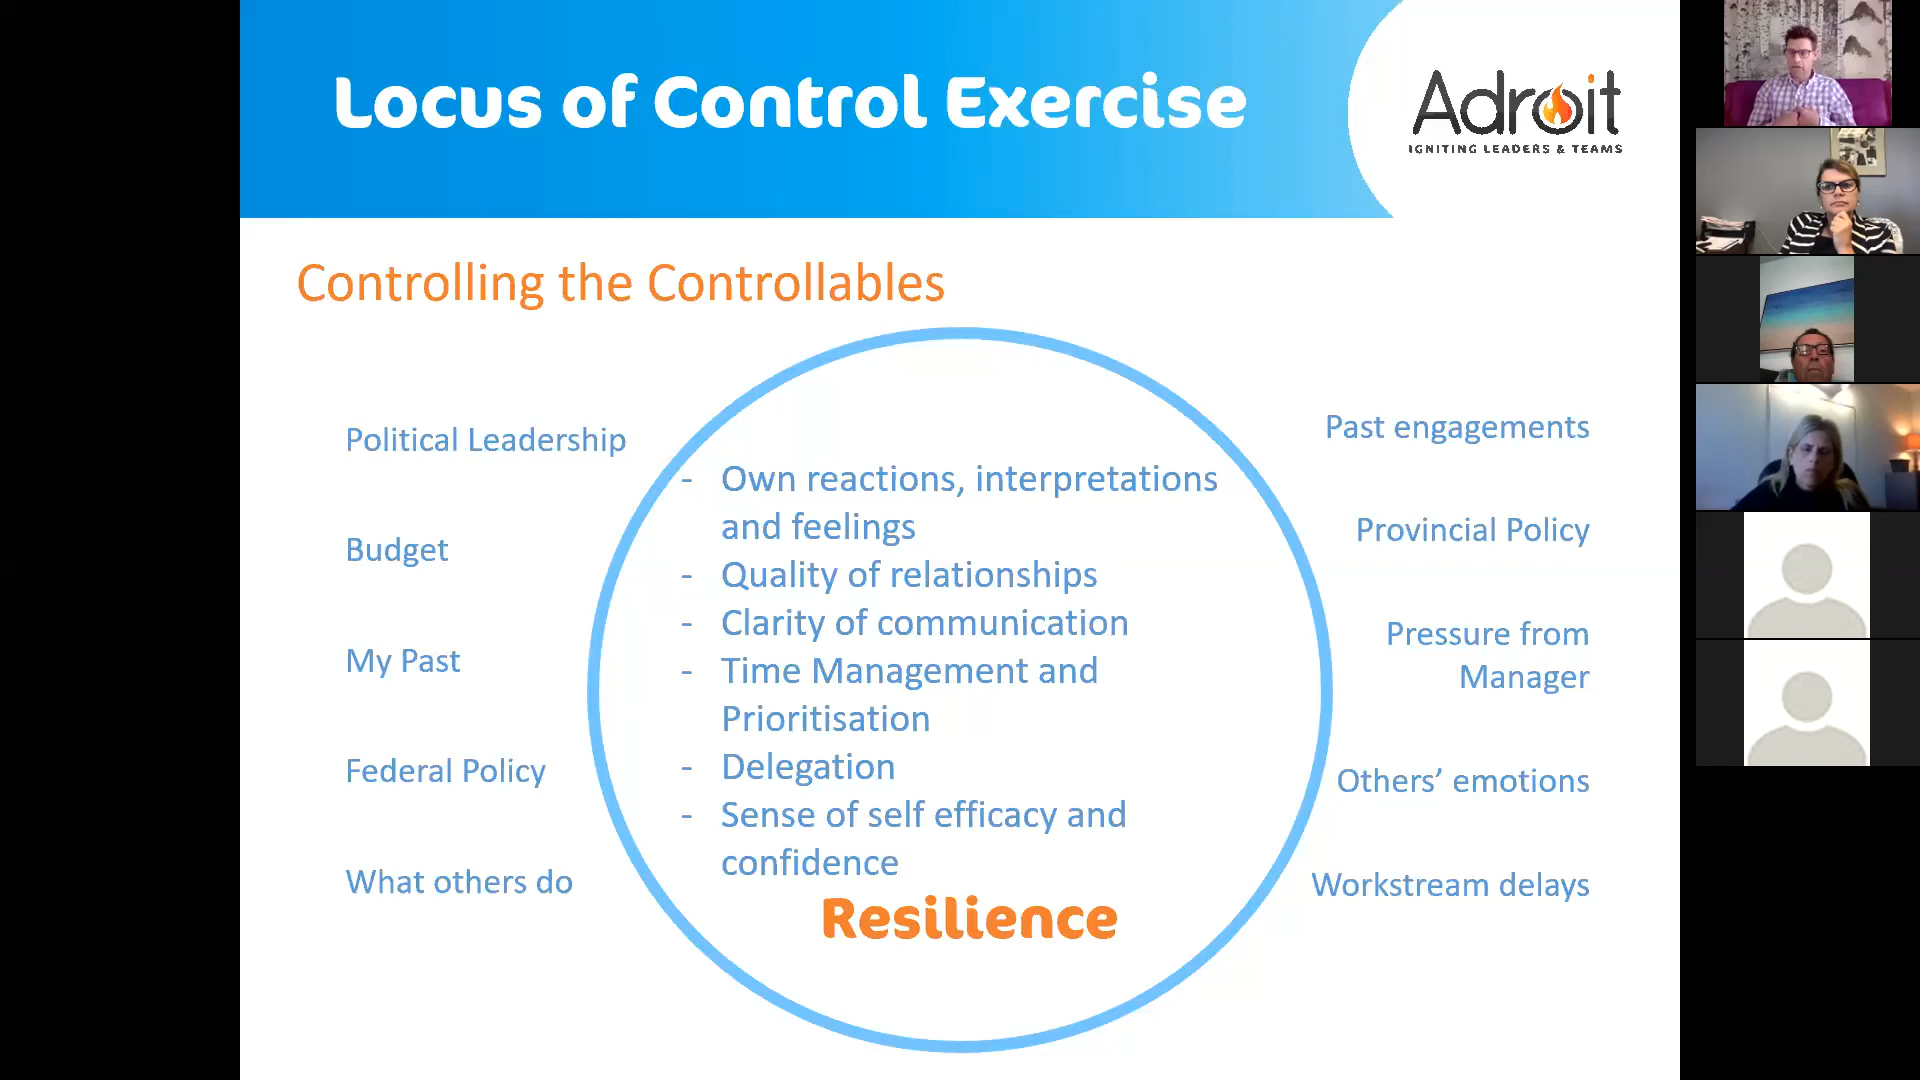 Locus of Control Exercise
Adroit
IGNITING LEADERS & TEAMS
Controlling the Controllables
Political Leadership
Budget
My Past
Federal Policy
What others do
- Own reactions, interpretations
and feelings
- Quality of relationships
- Clarity of communication
- Time Management and
Prioritisation
- Delegation
- Sense of self efficacy and
confidence
Resilience
Past engagements
Provincial Policy
Pressure from
Manager
Others’ emotions
Workstream delays